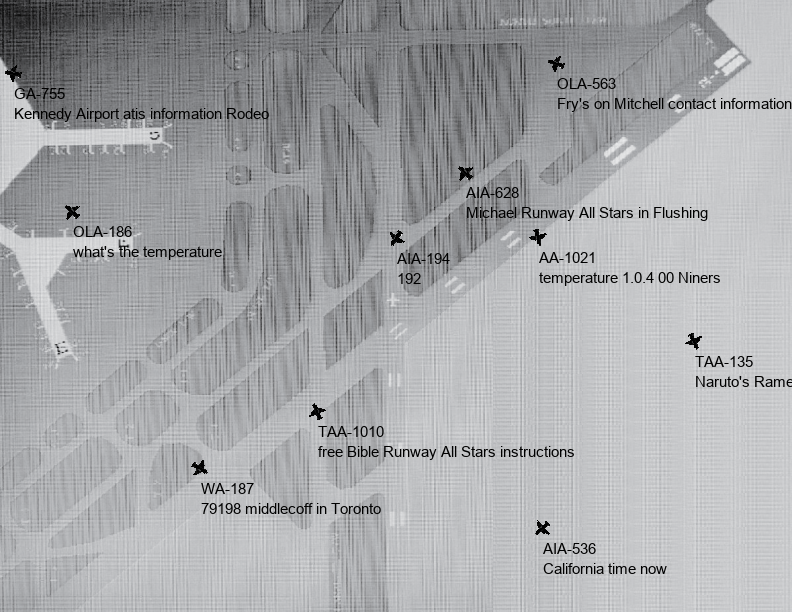 GA-755
Kennedy Airport atis information Rodeo
OLA-563
Fry's on Mitchell contact information
AIA-628
Michael Runway All Stars in Flushing
OLA-186
what's the temperature
AIA-194
192
AA-1021
temperature 1.0.4 00 Niners
TAA-135
Naruto's Rame
TAA-1010
free Bible Runway All Stars instructions
WA-187
79198 middlecoff in Toronto
AIA-536
California time now